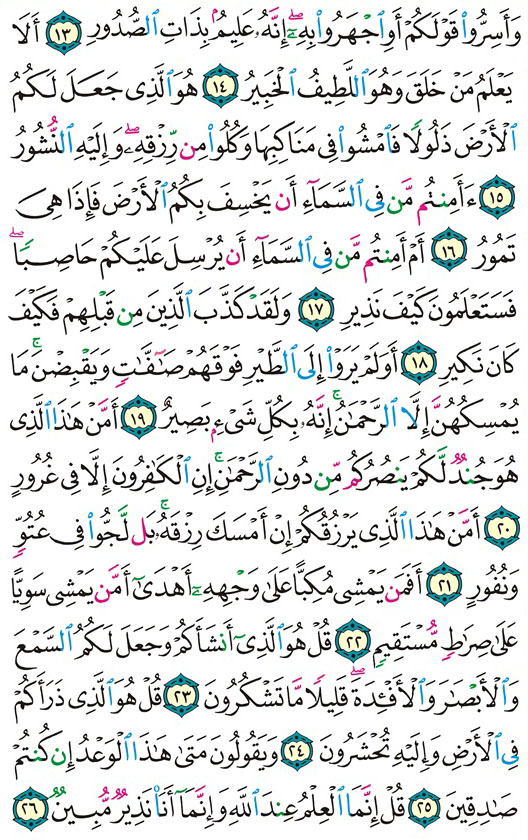 وَأَسِرُّوا۟ قَوْلَكُمْ أَوِ ٱجْهَرُوا۟ بِهِۦٓ ۖ إِنَّهُۥ عَلِيمٌۢ بِذَاتِ ٱلصُّدُورِ ١٣ أَلَا
يَعْلَمُ مَنْ خَلَقَ وَهُوَ ٱللَّطِيفُ ٱلْخَبِيرُ ١٤ هُوَ ٱلَّذِى جَعَلَ لَكُمُ
ٱلْأَرْضَ ذَلُولًا فَٱمْشُوا۟ فِى مَنَاكِبِهَا وَكُلُوا۟ مِن رِّزْقِهِۦ ۖ وَإِلَيْهِ ٱلنُّشُورُ
١٥ ءَأَمِنتُم مَّن فِى ٱلسَّمَآءِ أَن يَخْسِفَ بِكُمُ ٱلْأَرْضَ فَإِذَا هِىَ
تَمُورُ ١٦ أَمْ أَمِنتُم مَّن فِى ٱلسَّمَآءِ أَن يُرْسِلَ عَلَيْكُمْ حَاصِبًا ۖ
فَسَتَعْلَمُونَ كَيْفَ نَذِيرِ ١٧ وَلَقَدْ كَذَّبَ ٱلَّذِينَ مِن قَبْلِهِمْ فَكَيْفَ
كَانَ نَكِيرِ ١٨ أَوَلَمْ يَرَوْا۟ إِلَى ٱلطَّيْرِ فَوْقَهُمْ صَٰٓفَّٰتٍ وَيَقْبِضْنَ ۚ مَا
يُمْسِكُهُنَّ إِلَّا ٱلرَّحْمَٰنُ ۚ إِنَّهُۥ بِكُلِّ شَىْءٍۭ بَصِيرٌ ١٩ أَمَّنْ هَٰذَا ٱلَّذِى
هُوَ جُندٌ لَّكُمْ يَنصُرُكُم مِّن دُونِ ٱلرَّحْمَٰنِ ۚ إِنِ ٱلْكَٰفِرُونَ إِلَّا فِى غُرُورٍ
٢٠ أَمَّنْ هَٰذَا ٱلَّذِى يَرْزُقُكُمْ إِنْ أَمْسَكَ رِزْقَهُۥ ۚ بَل لَّجُّوا۟ فِى عُتُوٍّ
وَنُفُورٍ ٢١ أَفَمَن يَمْشِى مُكِبًّا عَلَىٰ وَجْهِهِۦٓ أَهْدَىٰٓ أَمَّن يَمْشِى سَوِيًّا
عَلَىٰ صِرَٰطٍ مُّسْتَقِيمٍ ٢٢ قُلْ هُوَ ٱلَّذِىٓ أَنشَأَكُمْ وَجَعَلَ لَكُمُ ٱلسَّمْعَ
وَٱلْأَبْصَٰرَ وَٱلْأَفْـِٔدَةَ ۖ قَلِيلًا مَّا تَشْكُرُونَ ٢٣ قُلْ هُوَ ٱلَّذِى ذَرَأَكُمْ
فِى ٱلْأَرْضِ وَإِلَيْهِ تُحْشَرُونَ ٢٤ وَيَقُولُونَ مَتَىٰ هَٰذَا ٱلْوَعْدُ إِن كُنتُمْ
صَٰدِقِينَ ٢٥ قُلْ إِنَّمَا ٱلْعِلْمُ عِندَ ٱللَّهِ وَإِنَّمَآ أَنَا۠ نَذِيرٌ مُّبِينٌ ٢٦